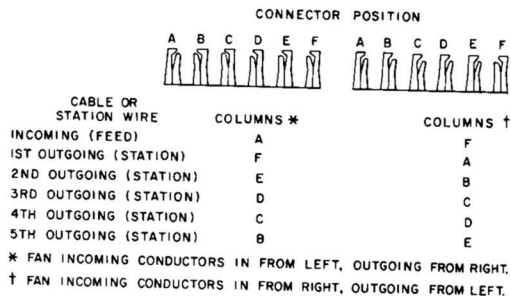 CONNECTOR POSITION
A B C D E F A B C D E F
CABLE OR
STATION WIRE COLUMNS * COLUMNS †
INCOMING (FEED) A F
1ST OUTGOING (STATION) F A
2ND OUTGOING (STATION) E B
3RD OUTGOING (STATION) D C
4TH OUTGOING (STATION) C D
5TH OUTGOING (STATION) B E
* FAN INCOMING CONDUCTORS IN FROM LEFT, OUTGOING FROM RIGHT.
† FAN INCOMING CONDUCTORS IN FROM RIGHT, OUTGOING FROM LEFT.